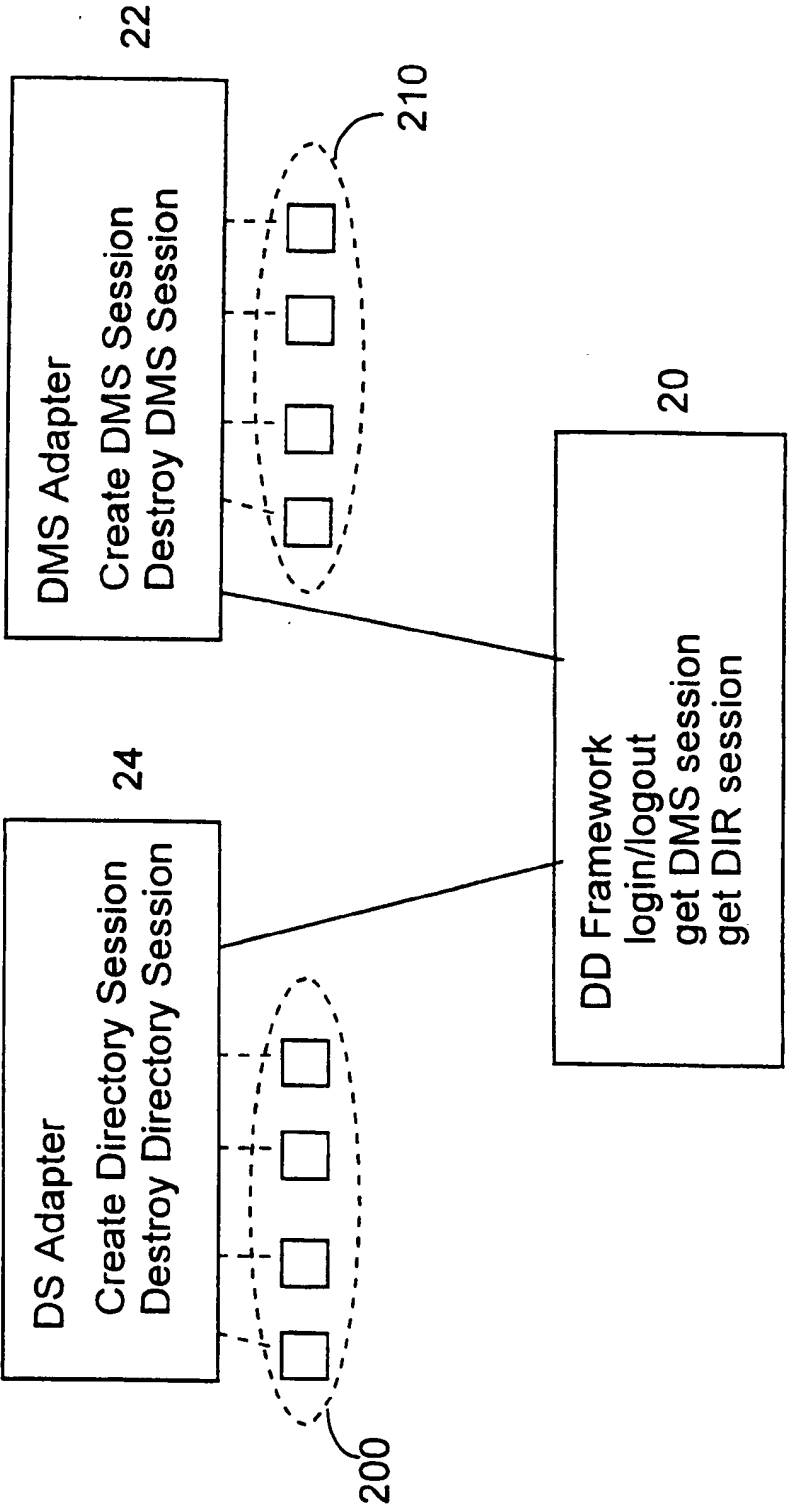 DS Adapter
Create Directory Session
Destroy Directory Session
24
200
DMS Adapter
Create DMS Session
Destroy DMS Session
22
210
DD Framework
login/logout
get DMS session
get DIR session
20